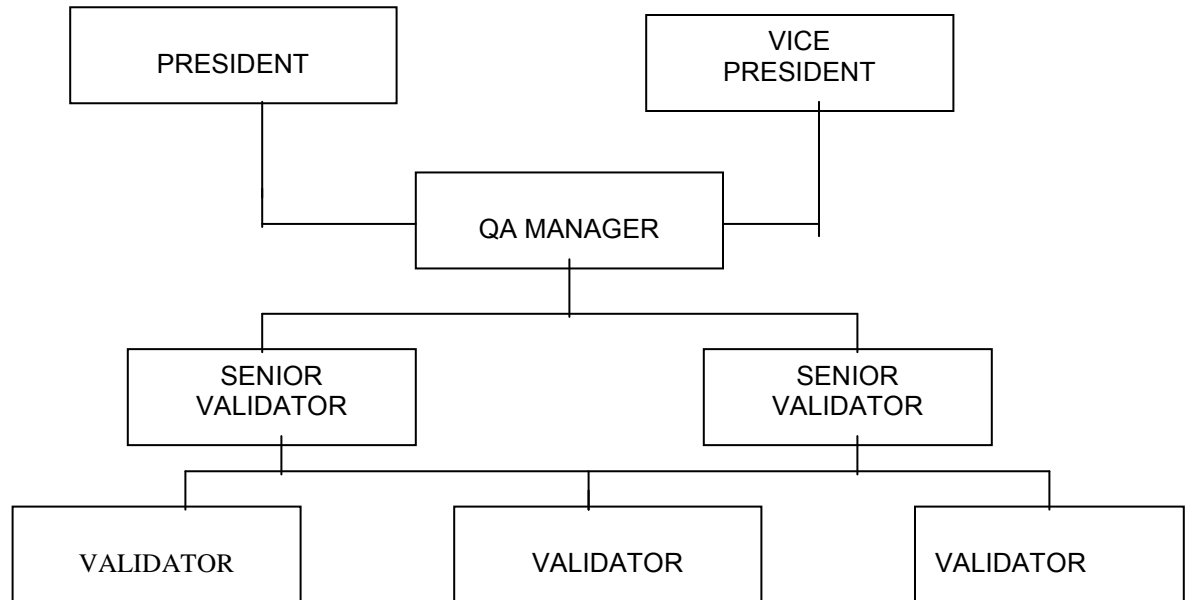 PRESIDENT
VICE
PRESIDENT
QA MANAGER
SENIOR
VALIDATOR
SENIOR
VALIDATOR
VALIDATOR
VALIDATOR
VALIDATOR